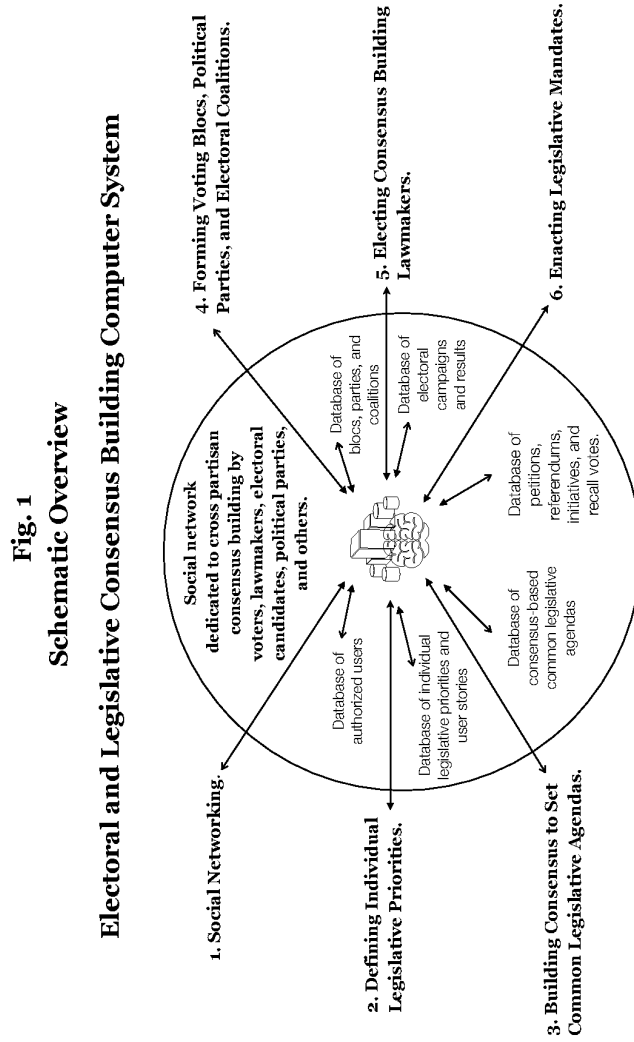 Fig. 1
Schematic Overview
Electoral and Legislative Consensus Building Computer System
1. Social Networking.
2. Defining Individual
Legislative Priorities.
3. Building Consensus to Set
Common Legislative Agendas.
Social network
dedicated to cross partisan
consensus building by
voters, lawmakers, electoral
candidates, political parties,
and others.
Database of
authorized users
Database of individual
legislative priorities and
user stories
Database of
consensus-based
common legislative
agendas
Database of
blocs, parties, and
coalitions
Database of
electoral
campaigns
and results
Database of
petitions,
referendums,
initiatives, and
recall votes.
4. Forming Voting Blocs, Political
Parties, and Electoral Coalitions.
5. Electing Consensus Building
Lawmakers.
6. Enacting Legislative Mandates.